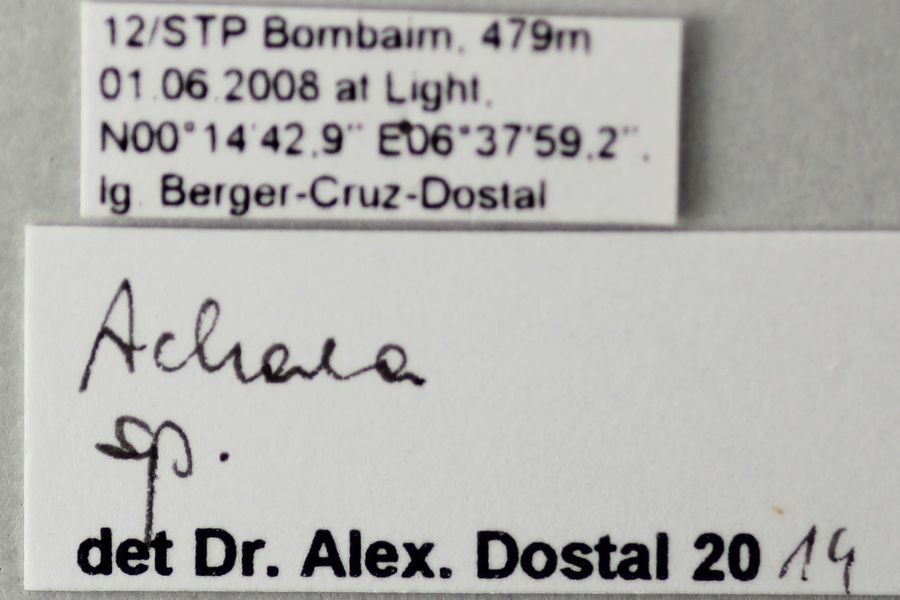 12/STP Bombaim, 479m
01.06.2008 at Light,
N00°14'42,9'' E06°37'59,2'',
lg. Berger-Cruz-Dostal
sp.
det Dr. Alex. Dostal 2014